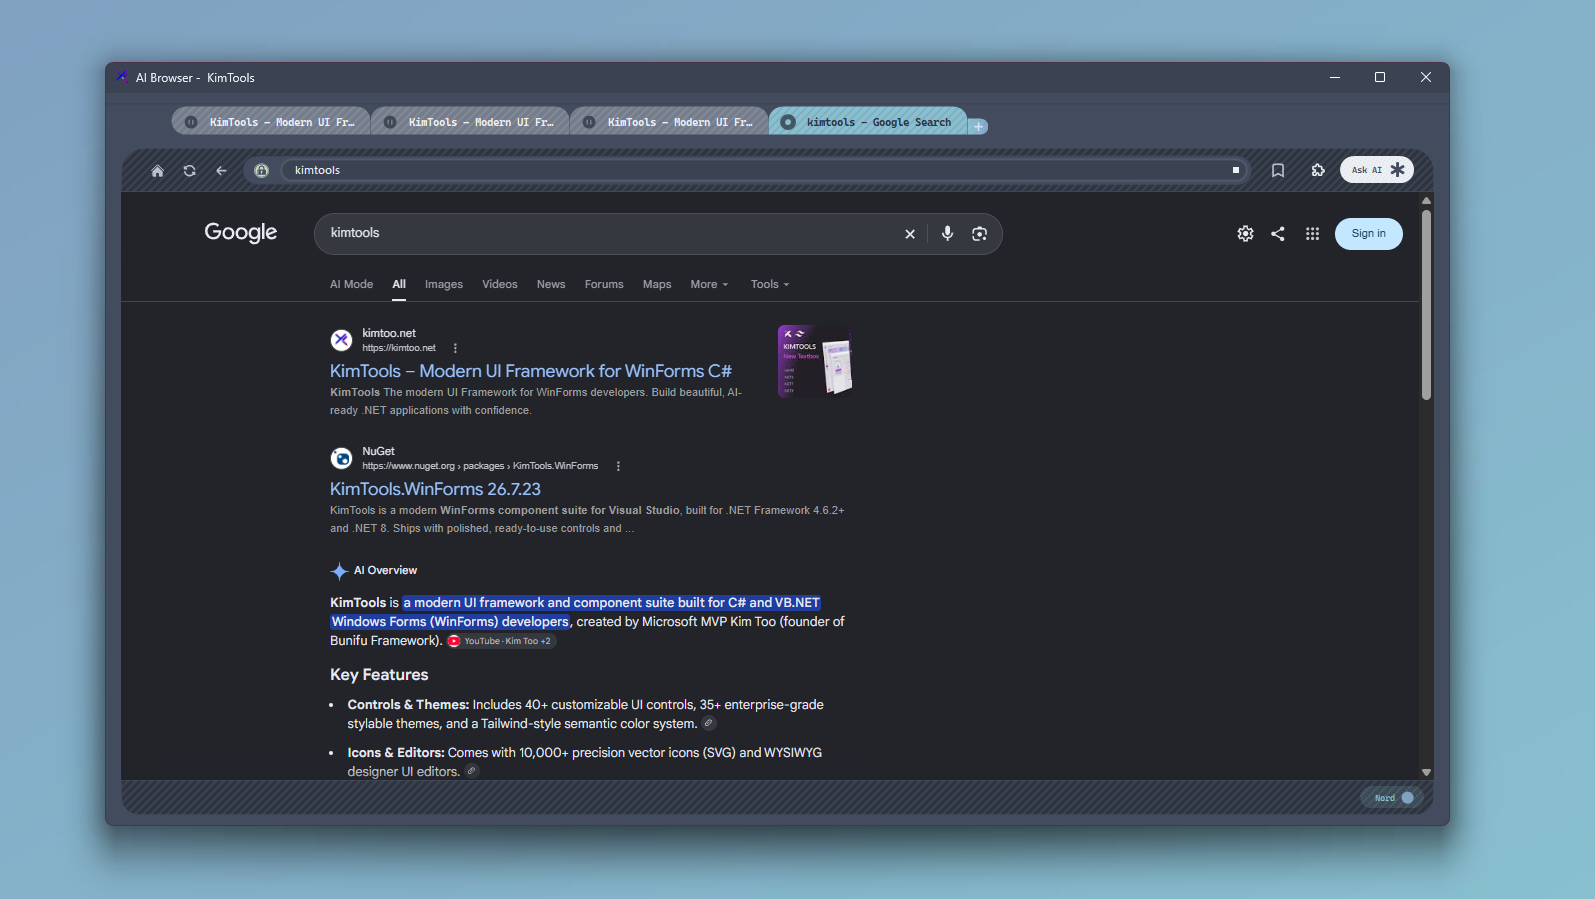 AI Browser - KimTools
KimTools – Modern UI Fr…
KimTools – Modern UI Fr…
KimTools – Modern UI Fr…
kimtools – Google Search
kimtools
Ask AI
Google
kimtools
Sign in
AI Mode
All
Images
Videos
News
Forums
Maps
More
Tools
kimtoo.net
https://kimtoo.net
KimTools – Modern UI Framework for WinForms C#
KimTools The modern UI Framework for WinForms developers. Build beautiful, AI-
ready .NET applications with confidence.
KIMTOOLS
New Textbox
NuGet
https://www.nuget.org › packages › KimTools.WinForms
KimTools.WinForms 26.7.23
KimTools is a modern WinForms component suite for Visual Studio, built for .NET Framework 4.6.2+
and .NET 8. Ships with polished, ready-to-use controls and ...
AI Overview
KimTools is a modern UI framework and component suite built for C# and VB.NET
Windows Forms (WinForms) developers, created by Microsoft MVP Kim Too (founder of
Bunifu Framework). YouTube · Kim Too +2
Key Features
• Controls & Themes: Includes 40+ customizable UI controls, 35+ enterprise-grade
stylable themes, and a Tailwind-style semantic color system.
• Icons & Editors: Comes with 10,000+ precision vector icons (SVG) and WYSIWYG
designer UI editors.
Nord